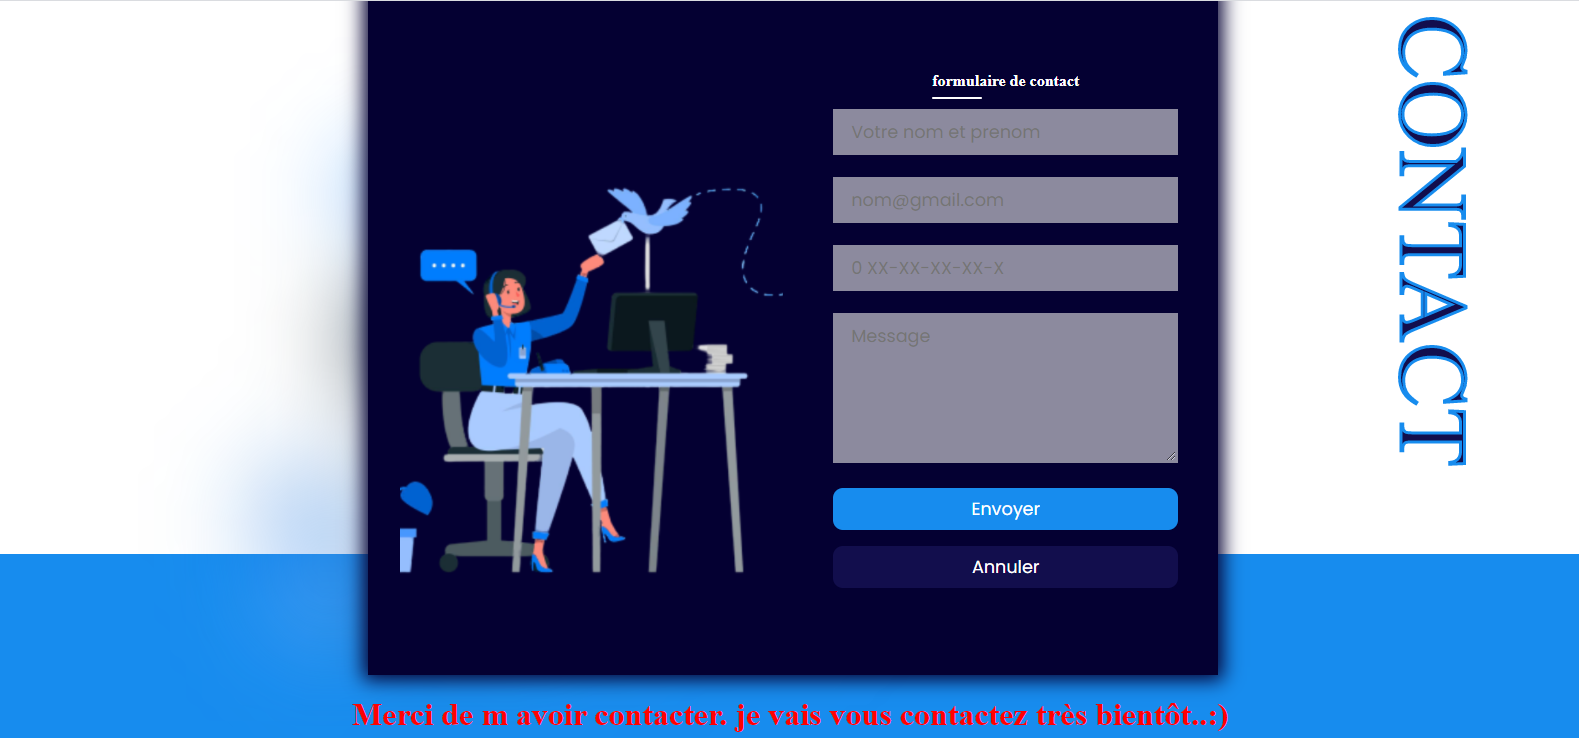 formulaire de contact
Votre nom et prenom
nom@gmail.com
0 XX-XX-XX-XX-X
Message
Envoyer
Annuler
CONTACT
Merci de m avoir contacter. je vais vous contactez très bientôt..:)